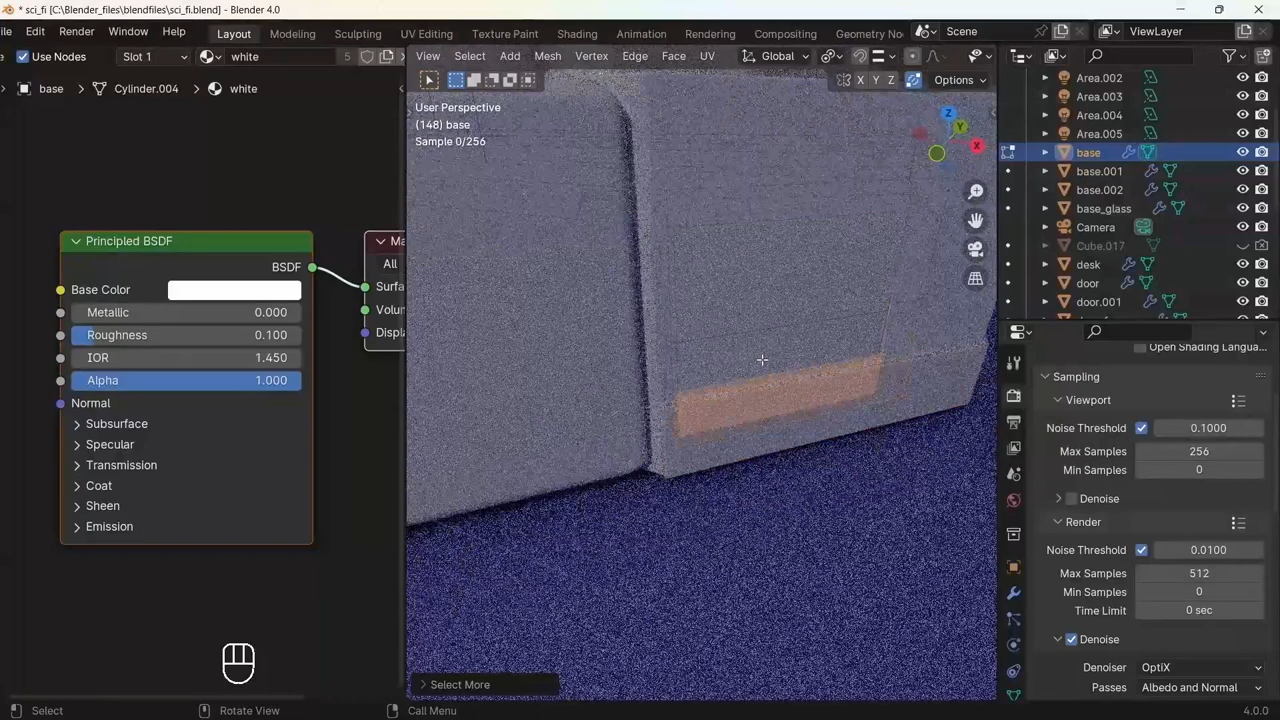 * sci_fi [C:\Blender_files\blendfiles\sci_fi.blend] - Blender 4.0
Edit Render Window Help Layout Modeling Sculpting UV Editing Texture Paint Shading Animation Rendering Compositing Geometry No Scene ViewLayer
Use Nodes Slot 1 white 5 View Select Add Mesh Vertex Edge Face UV Global
X Y Z Options
base Cylinder.004 white
User Perspective
(148) base
Sample 0/256
Z
Y
X
Area.002
Area.003
Area.004
Area.005
base
base.001
base.002
base_glass
Camera
Cube.017
desk
door
door.001
Principled BSDF
BSDF
Base Color
Metallic 0.000
Roughness 0.100
IOR 1.450
Alpha 1.000
Normal
Subsurface
Specular
Transmission
Coat
Sheen
Emission
Ma
All
Surfa
Volun
Displ
Open Shading Langua...
Sampling
Viewport
Noise Threshold 0.1000
Max Samples 256
Min Samples 0
Denoise
Render
Noise Threshold 0.0100
Max Samples 512
Min Samples 0
Time Limit 0 sec
Denoise
Denoiser OptiX
Passes Albedo and Normal
Select More
Select Rotate View Call Menu 4.0.0